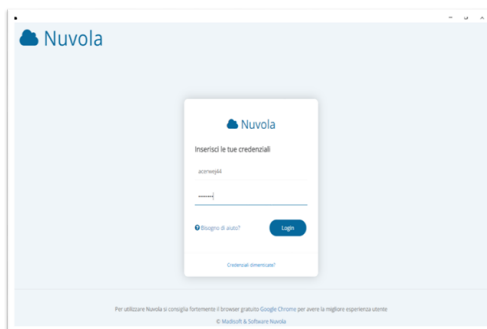 Nuvola
Nuvola
Inserisci le tue credenziali
Bisogno di aiuto?
Login
Credenziali dimenticate?
Per utilizzare Nuvola si consiglia fortemente il browser gratuito Google Chrome per avere la migliore esperienza utente
© Madisoft & Software Nuvola